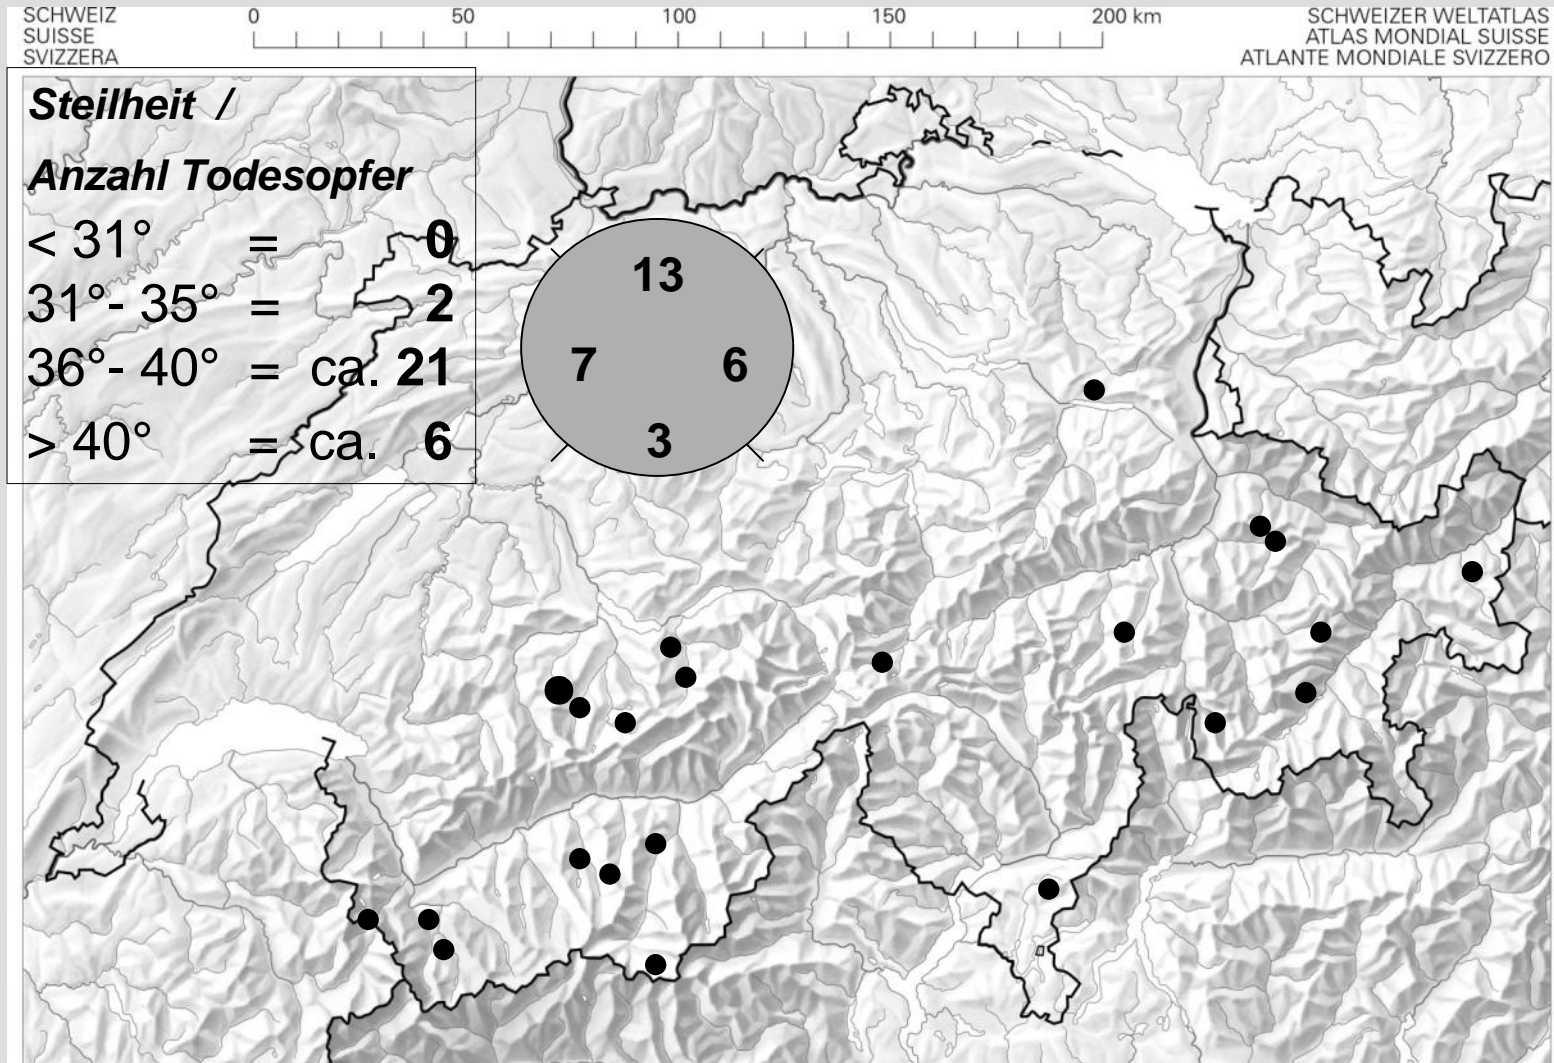 SCHWEIZ
SUISSE
SVIZZERA
0 50 100 150 200 km
SCHWEIZER WELTATLAS
ATLAS MONDIAL SUISSE
ATLANTE MONDIALE SVIZZERO
Steilheit /
Anzahl Todesopfer
< 31° = 0
31°- 35° = 2
36°- 40° = ca. 21
> 40° = ca. 6
13
7 6
3